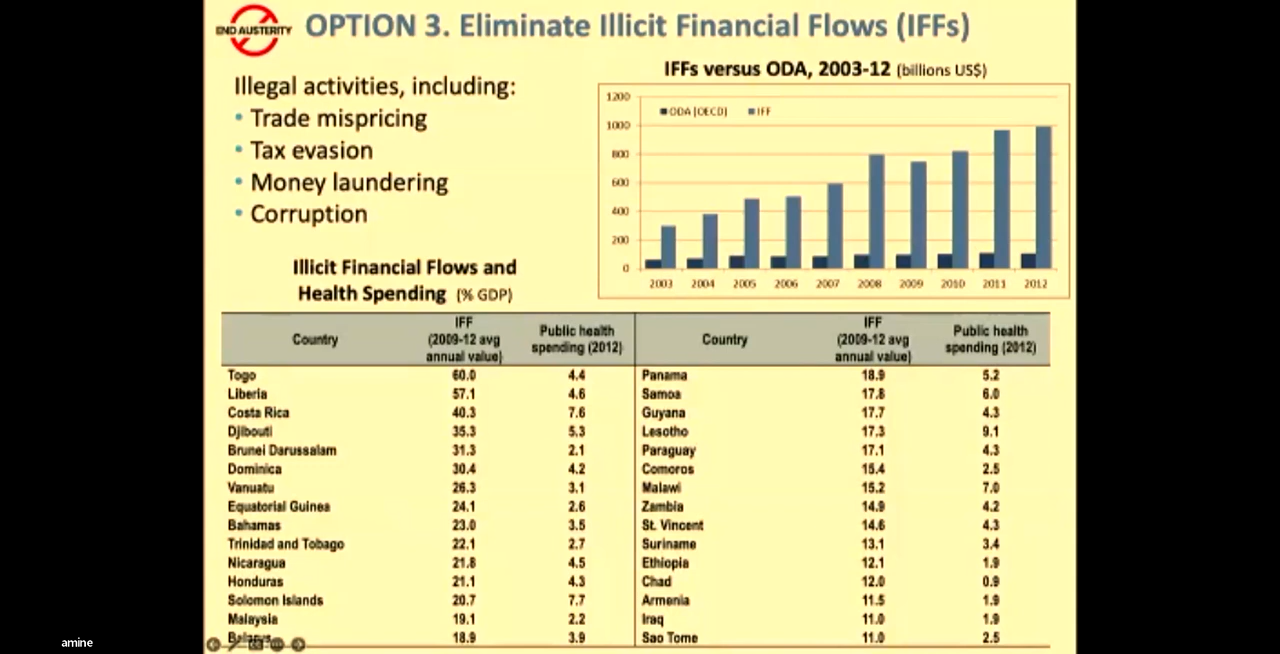 END AUSTERITY
OPTION 3. Eliminate Illicit Financial Flows (IFFs)
Illegal activities, including:
• Trade mispricing
• Tax evasion
• Money laundering
• Corruption
IFFs versus ODA, 2003-12 (billions US$)
1200
1000
800
600
400
200
0
ODA (OECD) IFF
2003 2004 2005 2006 2007 2008 2009 2010 2011 2012
Illicit Financial Flows and
Health Spending (% GDP)
Country IFF (2009-12 avg annual value) Public health spending (2012) Country IFF (2009-12 avg annual value) Public health spending (2012)
Togo 60.0 4.4 Panama 18.9 5.2
Liberia 57.1 4.6 Samoa 17.8 6.0
Costa Rica 40.3 7.6 Guyana 17.7 4.3
Djibouti 35.3 5.3 Lesotho 17.3 9.1
Brunei Darussalam 31.3 2.1 Paraguay 17.1 4.3
Dominica 30.4 4.2 Comoros 15.4 2.5
Vanuatu 26.3 3.1 Malawi 15.2 7.0
Equatorial Guinea 24.1 2.6 Zambia 14.9 4.2
Bahamas 23.0 3.5 St. Vincent 14.6 4.3
Trinidad and Tobago 22.1 2.7 Suriname 13.1 3.4
Nicaragua 21.8 4.5 Ethiopia 12.1 1.9
Honduras 21.1 4.3 Chad 12.0 0.9
Solomon Islands 20.7 7.7 Armenia 11.5 1.9
Malaysia 19.1 2.2 Iraq 11.0 1.9
Belarus 18.9 3.9 Sao Tome 11.0 2.5
amine